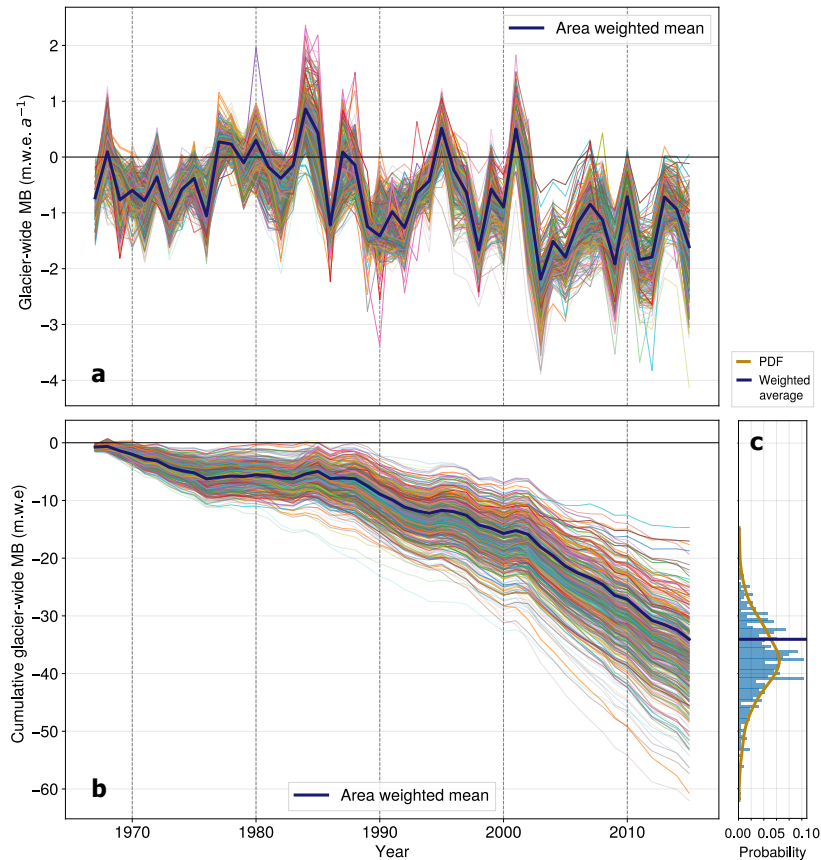 Area weighted mean
Glacier-wide MB (m.w.e. a⁻¹)
2
1
0
−1
−2
−3
−4
a
PDF
Weighted
average
Cumulative glacier-wide MB (m.w.e)
0
−10
−20
−30
−40
−50
−60
b
Area weighted mean
1970
1980
1990
2000
2010
Year
c
0.00 0.05 0.10
Probability